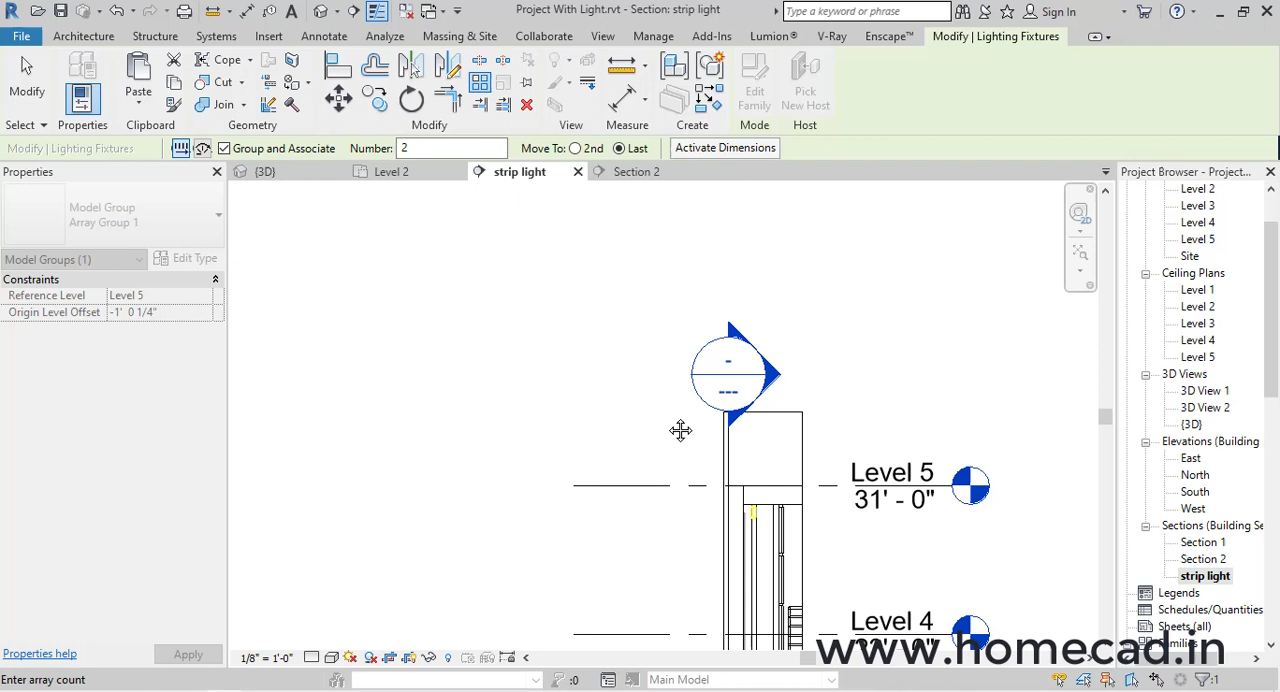 Project With Light.rvt - Section: strip light
Type a keyword or phrase
Sign In
File Architecture Structure Systems Insert Annotate Analyze Massing & Site Collaborate View Manage Add-Ins Lumion® V-Ray Enscape™ Modify | Lighting Fixtures
Modify
Paste
Cope
Cut
Join
Edit Family
Pick New Host
Select Properties Clipboard Geometry Modify View Measure Create Mode Host
Modify | Lighting Fixtures
Group and Associate Number: 2 Move To: 2nd Last Activate Dimensions
Properties
{3D} Level 2 strip light Section 2
Project Browser - Project...
Model Group
Array Group 1
Model Groups (1) Edit Type
Constraints
Reference Level Level 5
Origin Level Offset -1' 0 1/4"
Properties help Apply
2D
-
---
Level 5
31' - 0"
Level 4
Level 2
Level 3
Level 4
Level 5
Site
Ceiling Plans
Level 1
Level 2
Level 3
Level 4
Level 5
3D Views
3D View 1
3D View 2
{3D}
Elevations (Building
East
North
South
West
Sections (Building Se
Section 1
Section 2
strip light
Legends
Schedules/Quantities
Sheets (all)
www.homecad.in
1/8" = 1'-0"
Enter array count
:0
Main Model
:1